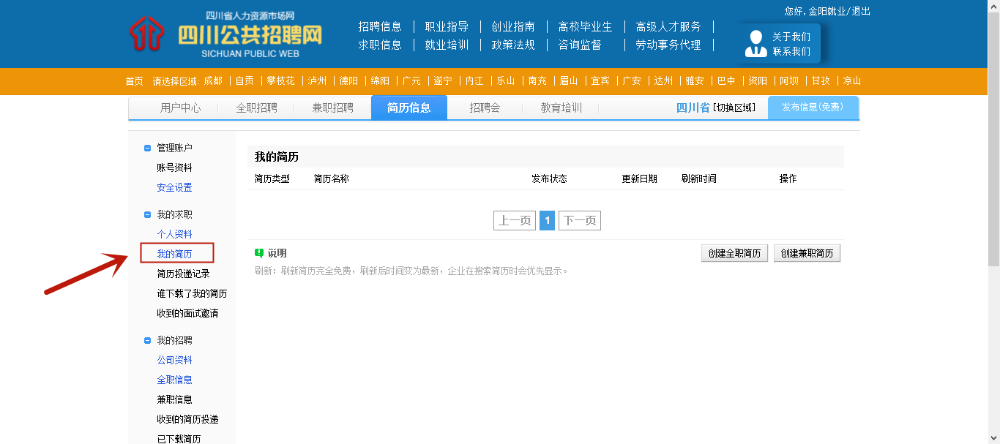 您好,金阳就业/退出
四川省人力资源市场网
四川公共招聘网
SICHUAN PUBLIC WEB
招聘信息 | 职业指导 | 创业指南 | 高校毕业生 | 高级人才服务 |
求职信息 | 就业培训 | 政策法规 | 咨询监督 | 劳动事务代理 |
关于我们
联系我们
首页 请选择区域: 成都 | 自贡 | 攀枝花 | 泸州 | 德阳 | 绵阳 | 广元 | 遂宁 | 内江 | 乐山 | 南充 | 眉山 | 宜宾 | 广安 | 达州 | 雅安 | 巴中 | 资阳 | 阿坝 | 甘孜 | 凉山
用户中心 全职招聘 兼职招聘 简历信息 招聘会 教育培训 四川省 [切换区域] 发布信息(免费)
管理账户
账号资料
安全设置
我的求职
个人资料
我的简历
简历投递记录
谁下载了我的简历
收到的面试邀请
我的招聘
公司资料
全职信息
兼职信息
收到的简历投递
已下载简历
我的简历
简历类型 简历名称 发布状态 更新日期 刷新时间 操作
上一页 1 下一页
说明 创建全职简历 创建兼职简历
刷新：刷新简历完全免费，刷新后时间变为最新，企业在搜索简历时会优先显示。